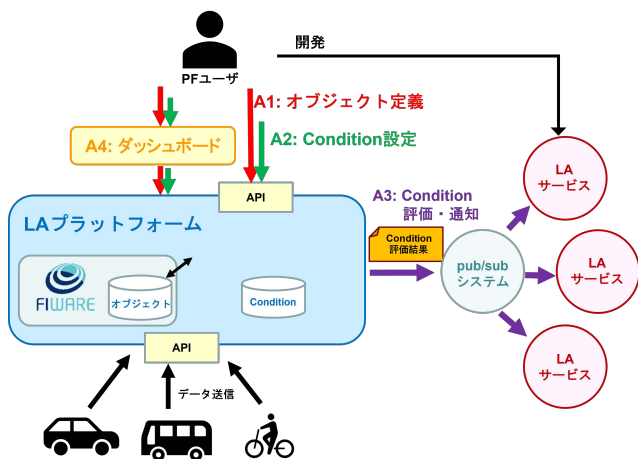 開発
PFユーザ
A1: オブジェクト定義
A4: ダッシュボード
A2: Condition設定
LA
サービス
API
A3: Condition
評価・通知
LAプラットフォーム
Condition
評価結果
pub/sub
システム
LA
サービス
FIWARE
オブジェクト
Condition
API
LA
サービス
データ送信